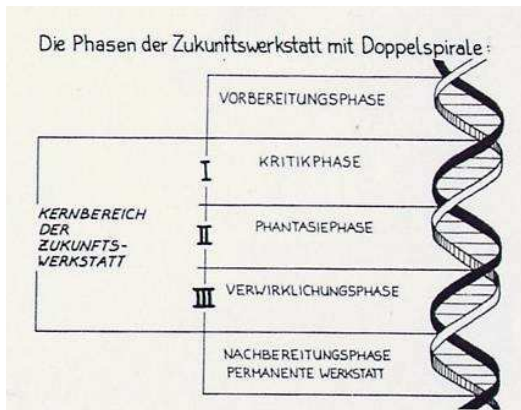 Die Phasen der Zukunftswerkstatt mit Doppelspirale:
VORBEREITUNGSPHASE
I
KRITIKPHASE
KERNBEREICH
DER
ZUKUNFTS-
WERKSTATT
II
PHANTASIEPHASE
III
VERWIRKLICHUNGSPHASE
NACHBEREITUNGSPHASE
PERMANENTE WERKSTATT